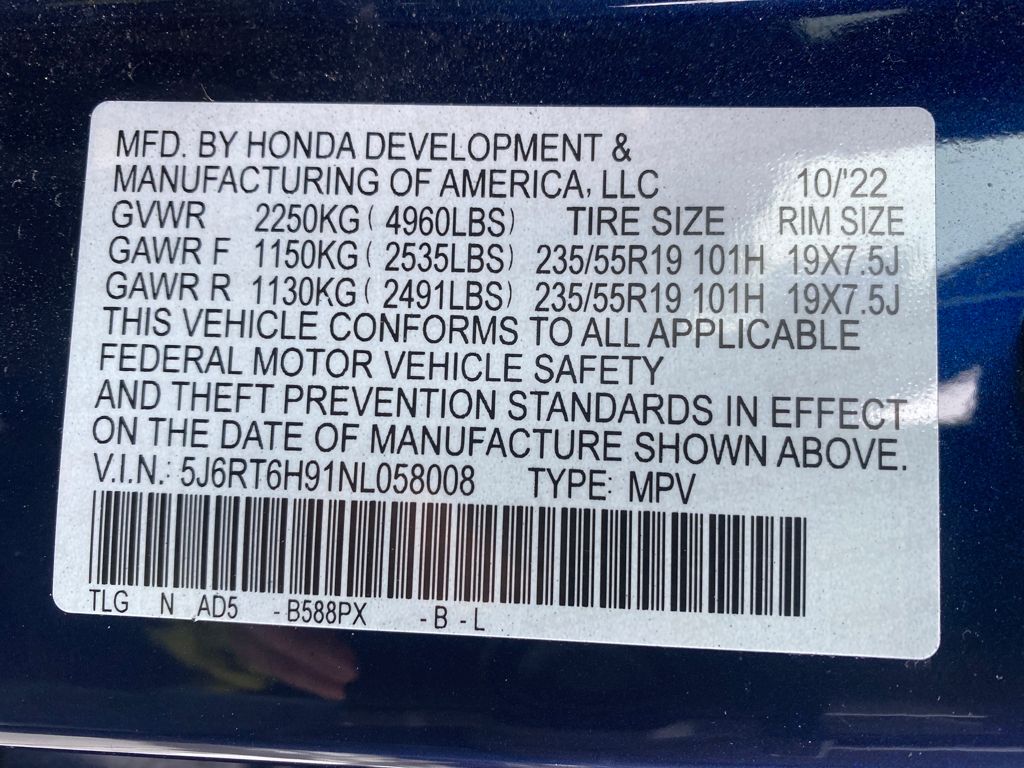 MFD. BY HONDA DEVELOPMENT &
MANUFACTURING OF AMERICA, LLC 10/'22
GVWR 2250KG ( 4960LBS) TIRE SIZE RIM SIZE
GAWR F 1150KG ( 2535LBS) 235/55R19 101H 19X7.5J
GAWR R 1130KG ( 2491LBS) 235/55R19 101H 19X7.5J
THIS VEHICLE CONFORMS TO ALL APPLICABLE
FEDERAL MOTOR VEHICLE SAFETY
AND THEFT PREVENTION STANDARDS IN EFFECT
ON THE DATE OF MANUFACTURE SHOWN ABOVE.
V.I.N.: 5J6RT6H91NL058008 TYPE: MPV
TLG N AD5 -B588PX -B -L